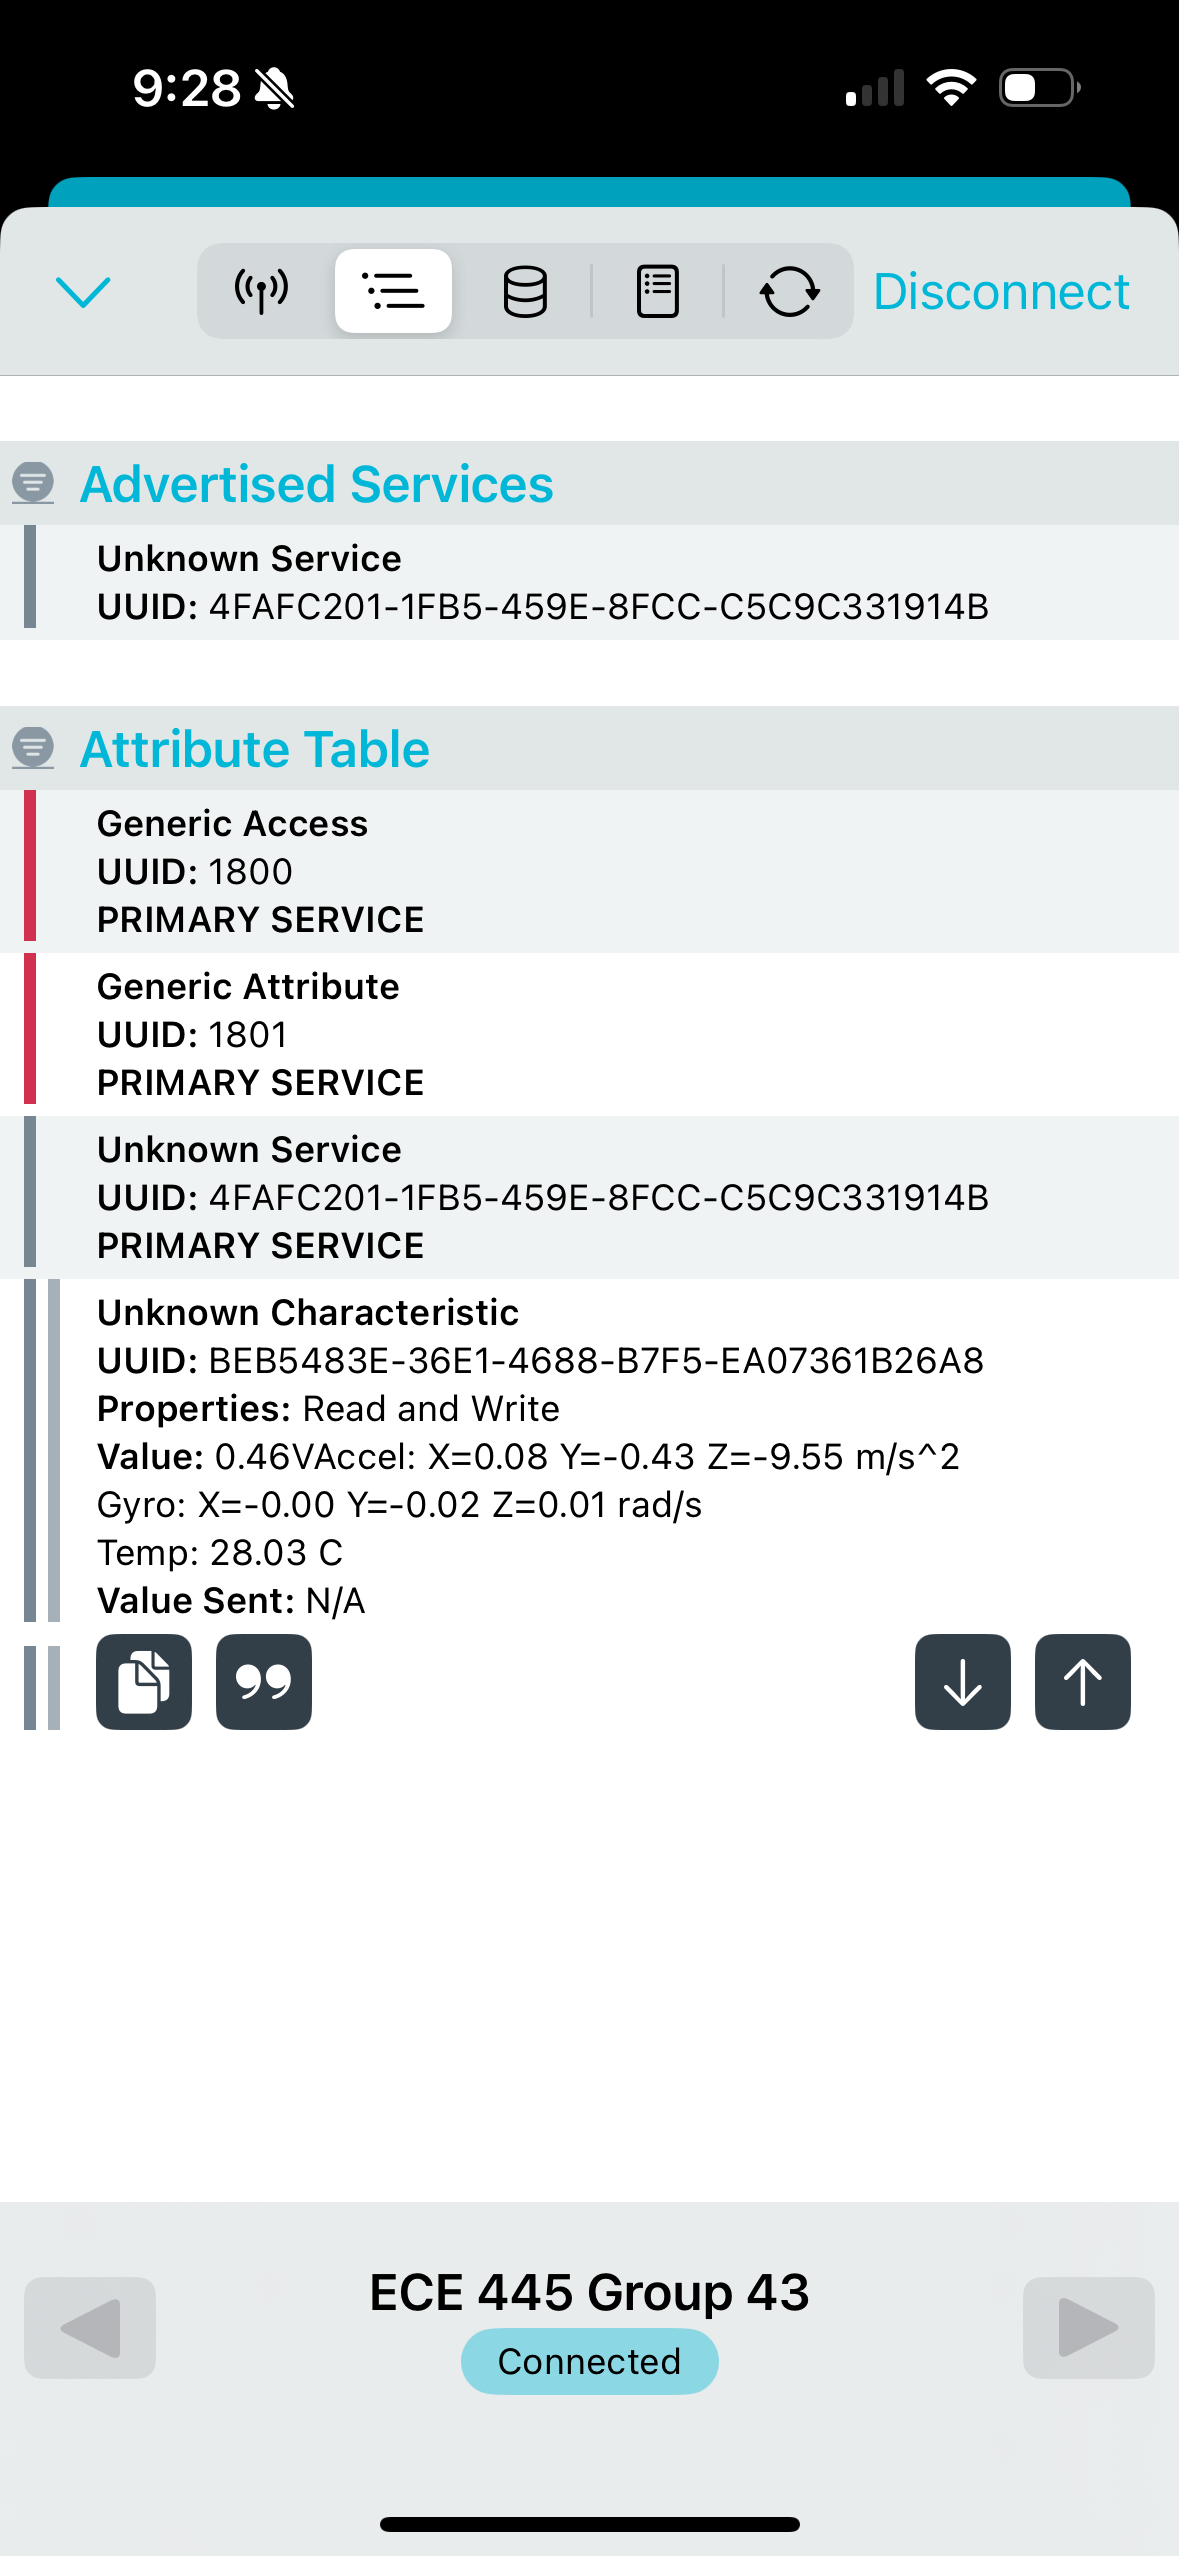 9:28
Disconnect
Advertised Services
Unknown Service
UUID: 4FAFC201-1FB5-459E-8FCC-C5C9C331914B
Attribute Table
Generic Access
UUID: 1800
PRIMARY SERVICE
Generic Attribute
UUID: 1801
PRIMARY SERVICE
Unknown Service
UUID: 4FAFC201-1FB5-459E-8FCC-C5C9C331914B
PRIMARY SERVICE
Unknown Characteristic
UUID: BEB5483E-36E1-4688-B7F5-EA07361B26A8
Properties: Read and Write
Value: 0.46VAccel: X=0.08 Y=-0.43 Z=-9.55 m/s^2
Gyro: X=-0.00 Y=-0.02 Z=0.01 rad/s
Temp: 28.03 C
Value Sent: N/A
ECE 445 Group 43
Connected